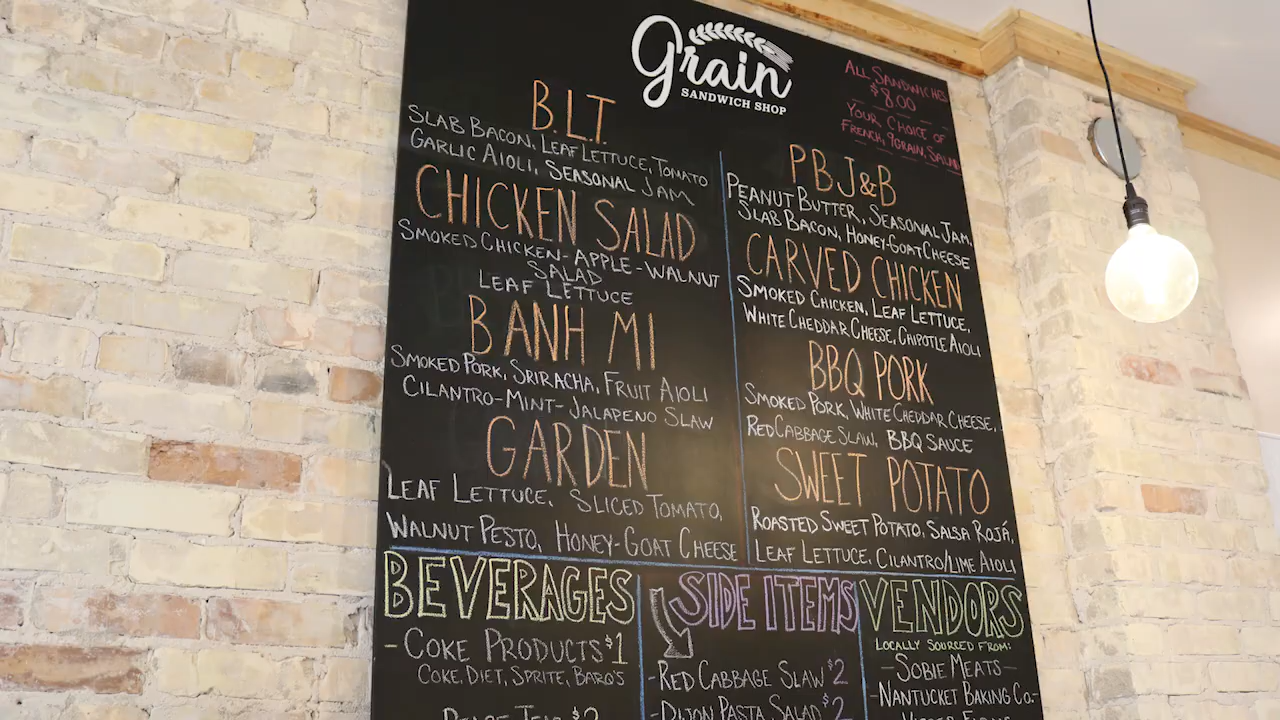 Grain
SANDWICH SHOP
ALL SANDWICHES
$8.00
YOUR CHOICE OF
FRENCH, 9GRAIN, SALAD
B.L.T.
SLAB BACON, LEAF LETTUCE, TOMATO
GARLIC AIOLI, SEASONAL JAM
CHICKEN SALAD
SMOKED CHICKEN-APPLE-WALNUT
SALAD
LEAF LETTUCE
BANH MI
SMOKED PORK, SRIRACHA, FRUIT AIOLI
CILANTRO-MINT-JALAPENO SLAW
GARDEN
LEAF LETTUCE, SLICED TOMATO,
WALNUT PESTO, HONEY-GOAT CHEESE
PBJ&B
PEANUT BUTTER, SEASONAL JAM,
SLAB BACON, HONEY-GOAT CHEESE
CARVED CHICKEN
SMOKED CHICKEN, LEAF LETTUCE,
WHITE CHEDDAR CHEESE, CHIPOTLE AIOLI
BBQ PORK
SMOKED PORK, WHITE CHEDDAR CHEESE,
RED CABBAGE SLAW, BBQ SAUCE
SWEET POTATO
ROASTED SWEET POTATO, SALSA ROJÁ,
LEAF LETTUCE, CILANTRO/LIME AIOLI
BEVERAGES
-COKE PRODUCTS $1
COKE, DIET, SPRITE, BARQ'S
SIDE ITEMS
-RED CABBAGE SLAW $2
-DIJON PASTA SALAD $2
VENDORS
LOCALLY SOURCED FROM:
-SOBIE MEATS-
-NANTUCKET BAKING CO.-